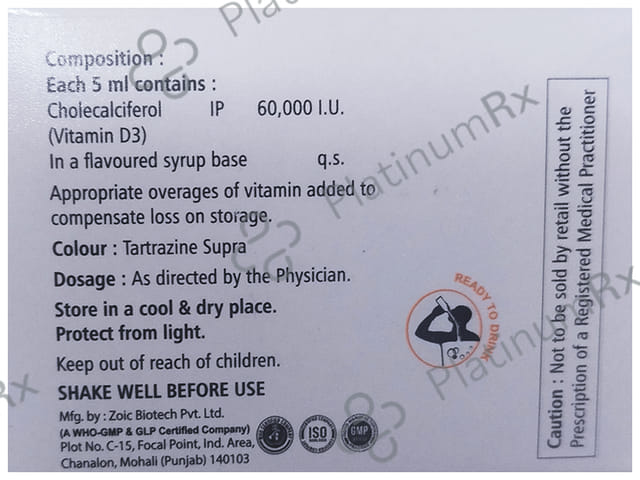 Composition :
Each 5 ml contains :
Cholecalciferol IP 60,000 I.U.
(Vitamin D3)
In a flavoured syrup base q.s.
Appropriate overages of vitamin added to
compensate loss on storage.
Colour : Tartrazine Supra
Dosage : As directed by the Physician.
Store in a cool & dry place.
Protect from light.
Keep out of reach of children.
SHAKE WELL BEFORE USE
Mfg. by : Zoic Biotech Pvt. Ltd.
(A WHO-GMP & GLP Certified Company)
Plot No. C-15, Focal Point, Ind. Area,
Chanalon, Mohali (Punjab) 140103
ISO
GMP
READY TO DRINK
Caution : Not to be sold by retail without the
Prescription of a Registered Medical Practitioner
PlatinumRx
PlatinumRx
Platinum
Rx